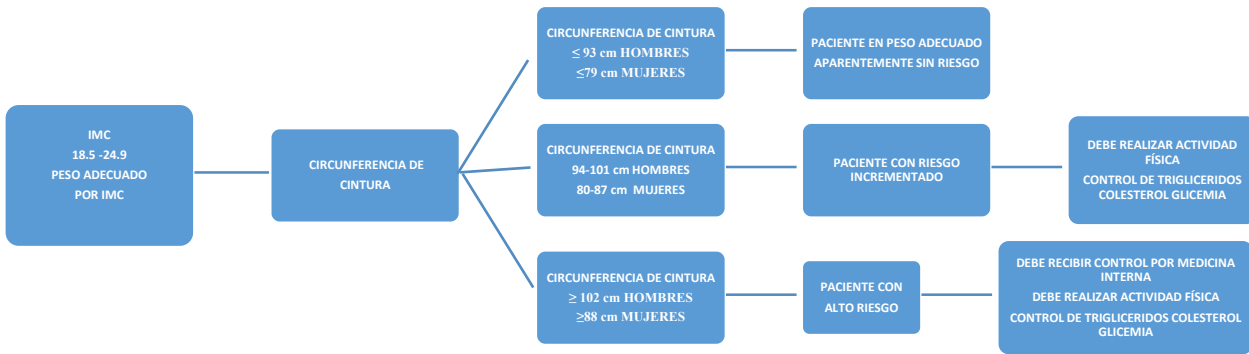 IMC
18.5 -24.9
PESO ADECUADO
POR IMC
CIRCUNFERENCIA DE
CINTURA
CIRCUNFERENCIA DE CINTURA
≤ 93 cm HOMBRES
≤79 cm MUJERES
PACIENTE EN PESO ADECUADO
APARENTEMENTE SIN RIESGO
CIRCUNFERENCIA DE CINTURA
94-101 cm HOMBRES
80-87 cm MUJERES
PACIENTE CON RIESGO
INCREMENTADO
DEBE REALIZAR ACTIVIDAD
FÍSICA
CONTROL DE TRIGLICERIDOS
COLESTEROL GLICEMIA
CIRCUNFERENCIA DE CINTURA
≥ 102 cm HOMBRES
≥88 cm MUJERES
PACIENTE CON
ALTO RIESGO
DEBE RECIBIR CONTROL POR MEDICINA
INTERNA
DEBE REALIZAR ACTIVIDAD FÍSICA
CONTROL DE TRIGLICERIDOS COLESTEROL
GLICEMIA